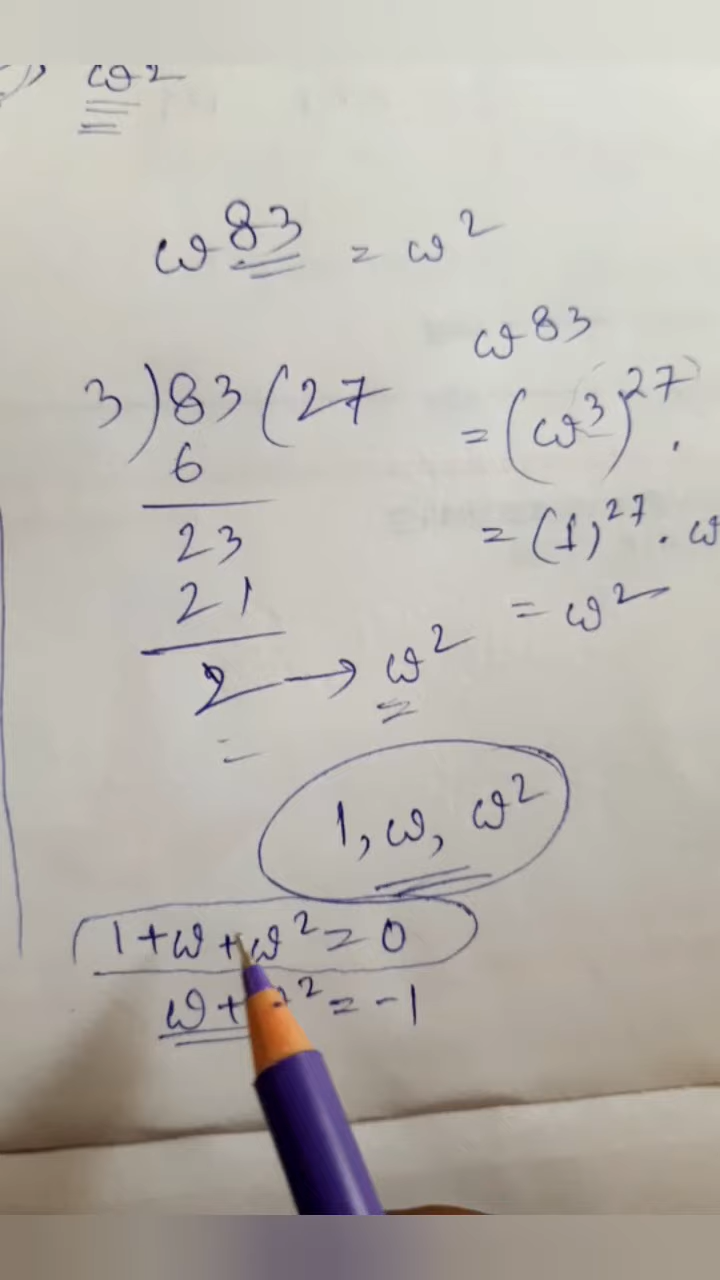 ω²
ω⁸³ = ω²
3)83(27
6
23
21
2 → ω²
ω⁸³
= (ω³)²⁷ ·
= (1)²⁷ · ω
= ω²
1, ω, ω²
1 + ω + ω² = 0
ω + ² = -1